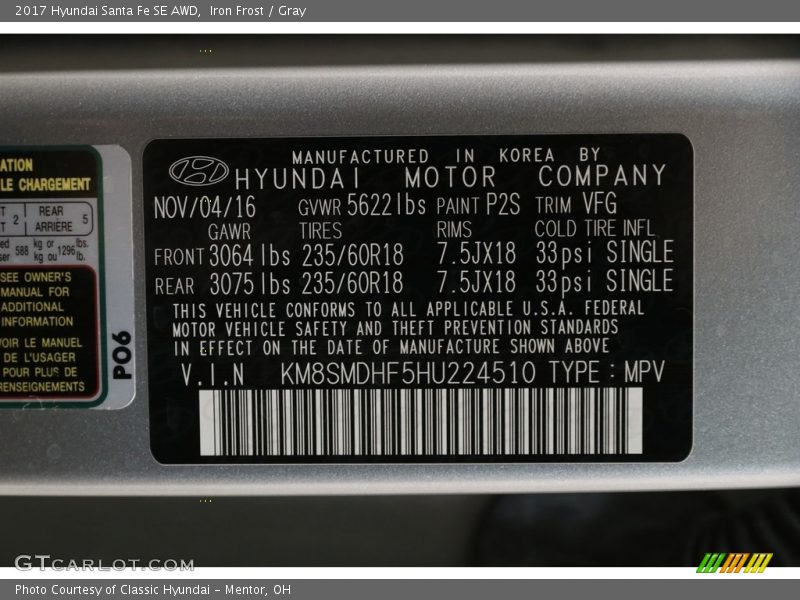 2017 Hyundai Santa Fe SE AWD, Iron Frost / Gray
ATION
LE CHARGEMENT
2
REAR
ARRIÈRE
5
588 kg or 1296 lbs.
kg ou lb.
SEE OWNER'S
MANUAL FOR
ADDITIONAL
INFORMATION
VOIR LE MANUEL
DE L'USAGER
POUR PLUS DE
RENSEIGNEMENTS
PO6
MANUFACTURED IN KOREA BY
HYUNDAI MOTOR COMPANY
NOV/04/16 GVWR 5622lbs PAINT P2S TRIM VFG
GAWR TIRES RIMS COLD TIRE INFL
FRONT 3064 lbs 235/60R18 7.5JX18 33psi SINGLE
REAR 3075 lbs 235/60R18 7.5JX18 33psi SINGLE
THIS VEHICLE CONFORMS TO ALL APPLICABLE U.S.A. FEDERAL
MOTOR VEHICLE SAFETY AND THEFT PREVENTION STANDARDS
IN EFFECT ON THE DATE OF MANUFACTURE SHOWN ABOVE
V.I.N KM8SMDHF5HU224510 TYPE : MPV
GTCARLOT.COM
Photo Courtesy of Classic Hyundai - Mentor, OH